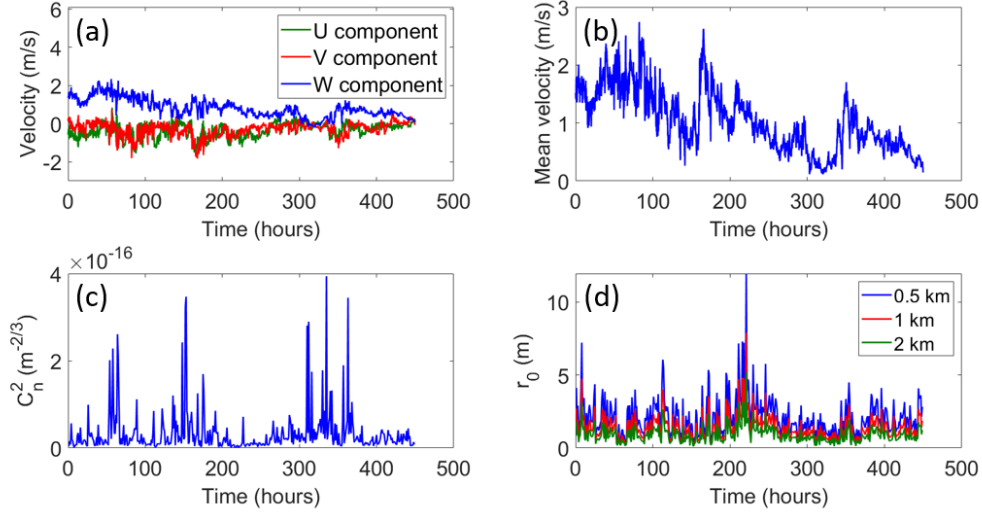 (a)
U component
V component
W component
Velocity (m/s)
6
4
2
0
-2
0 100 200 300 400 500
Time (hours)
(b)
Mean velocity (m/s)
3
2
1
0
0 100 200 300 400 500
Time (hours)
×10⁻¹⁶
(c)
C²ₙ (m⁻²/³)
4
2
0
0 100 200 300 400 500
Time (hours)
(d)
0.5 km
1 km
2 km
r₀ (m)
10
5
0
0 100 200 300 400 500
Time (hours)